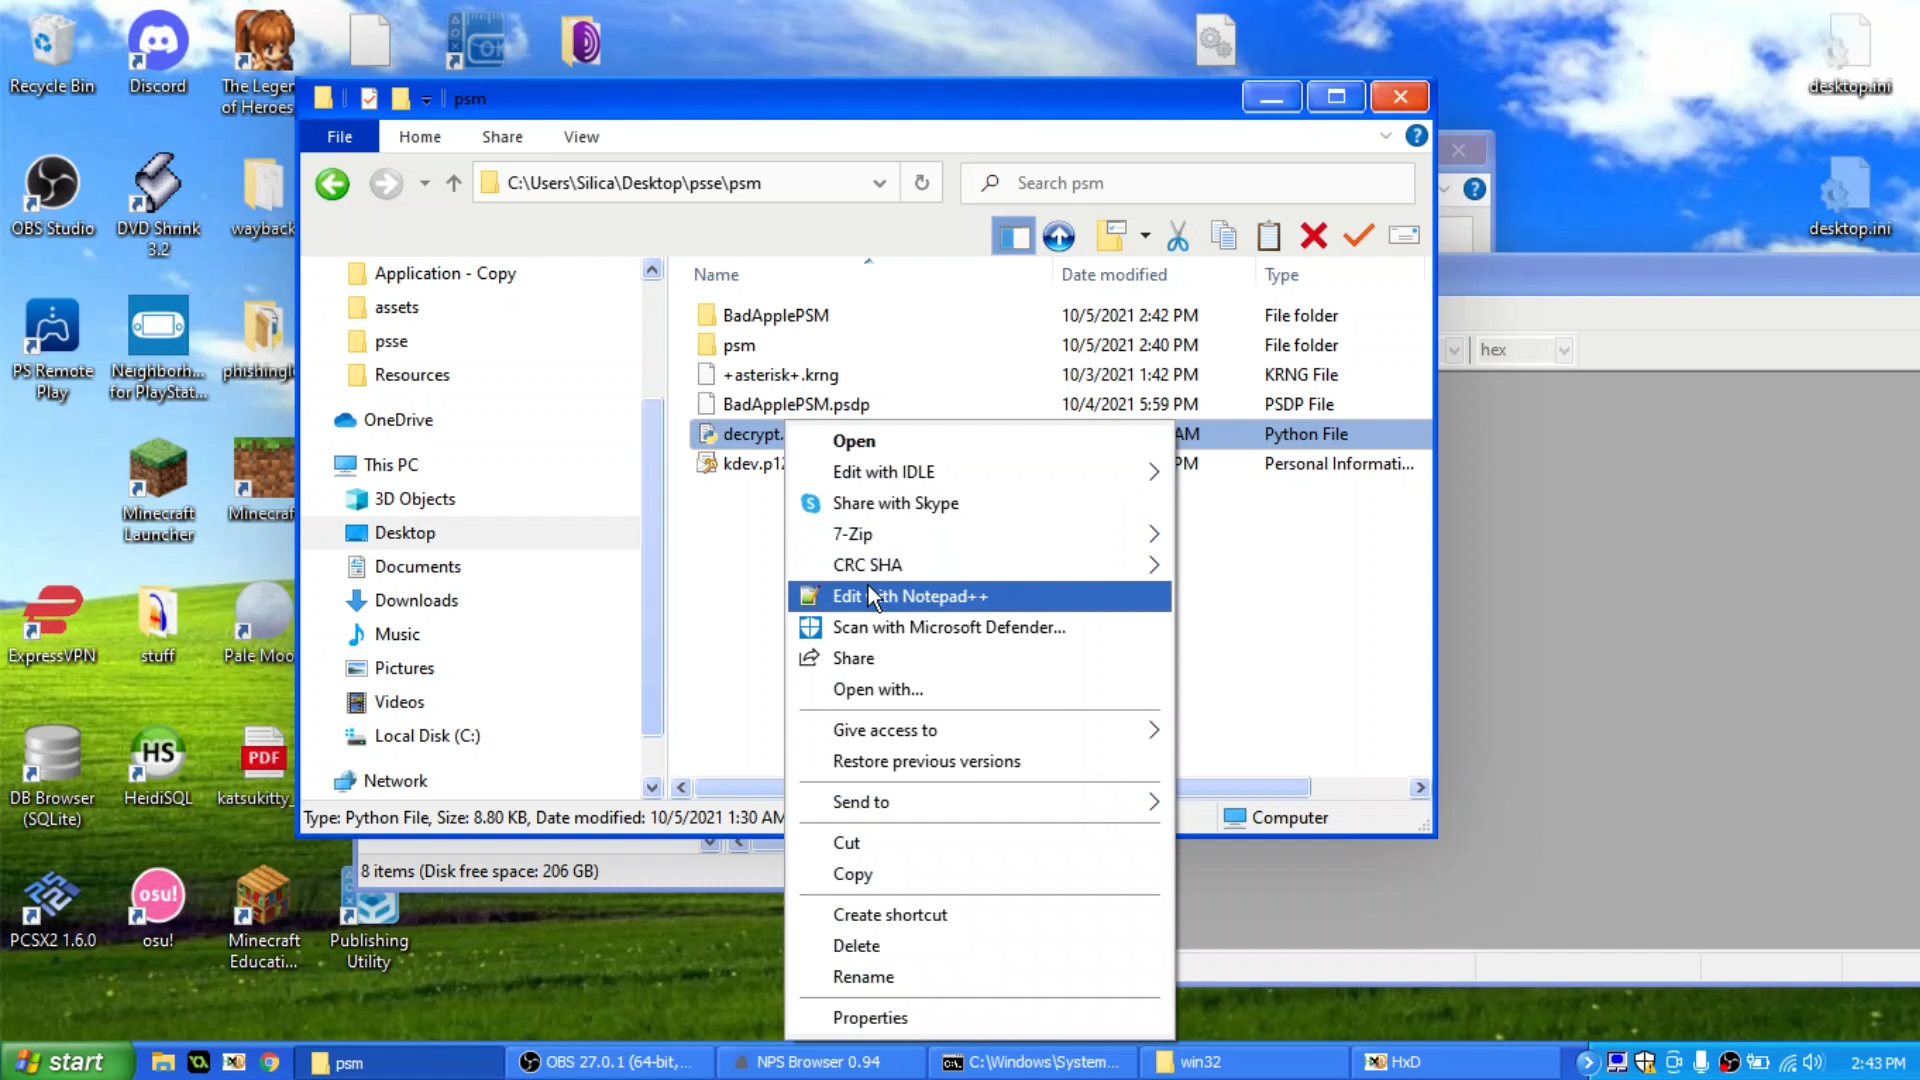 Recycle Bin
Discord
The Legen
of Heroes
desktop.ini
psm
File
Home
Share
View
C:\Users\Silica\Desktop\psse\psm
Search psm
OBS Studio
DVD Shrink
3.2
wayback
desktop.ini
Application - Copy
assets
psse
Resources
OneDrive
This PC
3D Objects
Desktop
Documents
Downloads
Music
Pictures
Videos
Local Disk (C:)
Network
Name
Date modified
Type
BadApplePSM
10/5/2021 2:42 PM
File folder
psm
10/5/2021 2:40 PM
File folder
+asterisk+.krng
10/3/2021 1:42 PM
KRNG File
BadApplePSM.psdp
10/4/2021 5:59 PM
PSDP File
decrypt.
AM
Python File
kdev.p12
PM
Personal Informati...
hex
PS Remote
Play
Neighborh...
for PlayStat...
Minecraft
Launcher
Minecraf
Open
Edit with IDLE
Share with Skype
7-Zip
CRC SHA
Edit with Notepad++
Scan with Microsoft Defender...
Share
Open with...
Give access to
Restore previous versions
Send to
Cut
Copy
Create shortcut
Delete
Rename
Properties
ExpressVPN
stuff
Pale Moo
DB Browser
(SQLite)
HS
HeidiSQL
PDF
katsukitty_
Type: Python File, Size: 8.80 KB, Date modified: 10/5/2021 1:30 AM
Computer
8 items (Disk free space: 206 GB)
PCSX2 1.6.0
osu!
osu!
Minecraft
Educati...
Publishing
Utility
start
psm
OBS 27.0.1 (64-bit,...
NPS Browser 0.94
C:\Windows\System...
win32
HxD
2:43 PM